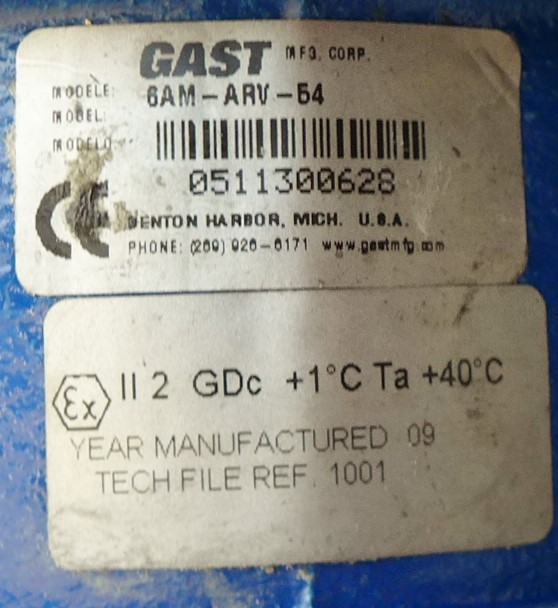 GAST MFG. CORP.
MODÈLE: 6AM-ARV-54
MODEL:
MODELO:
0511300628
CE BENTON HARBOR, MICH. U.S.A.
PHONE: (269) 926-6171 www.gastmfg.com
Ex II 2 GDc +1°C Ta +40°C
YEAR MANUFACTURED 09
TECH FILE REF. 1001